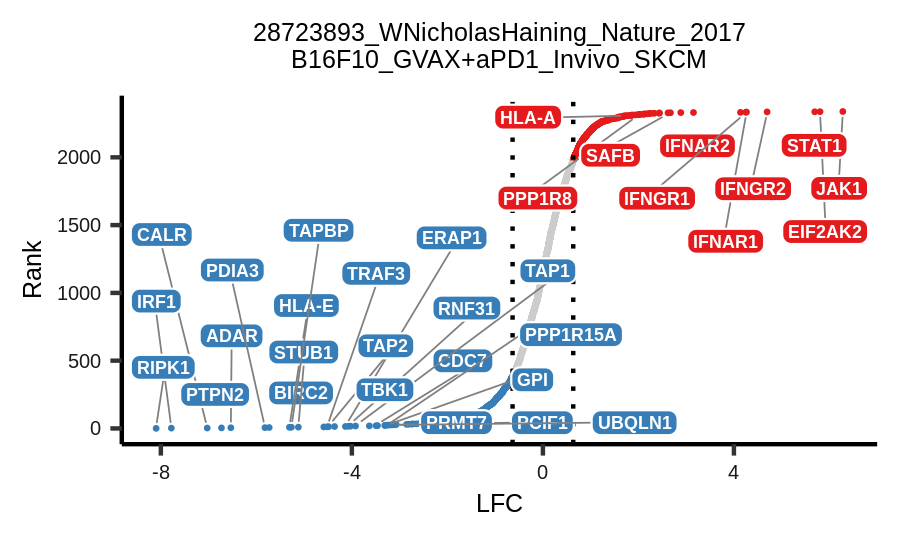 28723893_WNicholasHaining_Nature_2017
B16F10_GVAX+aPD1_Invivo_SKCM
HLA-A
SAFB
IFNAR2
STAT1
PPP1R8
IFNGR1
IFNGR2
JAK1
IFNAR1
EIF2AK2
CALR
TAPBP
ERAP1
PDIA3
TRAF3
TAP1
IRF1
HLA-E
RNF31
ADAR
PPP1R15A
STUB1
TAP2
CDC7
RIPK1
GPI
PTPN2
BIRC2
TBK1
PRMT7
PCIF1
UBQLN1
2000
1500
1000
500
0
Rank
-8
-4
0
4
LFC